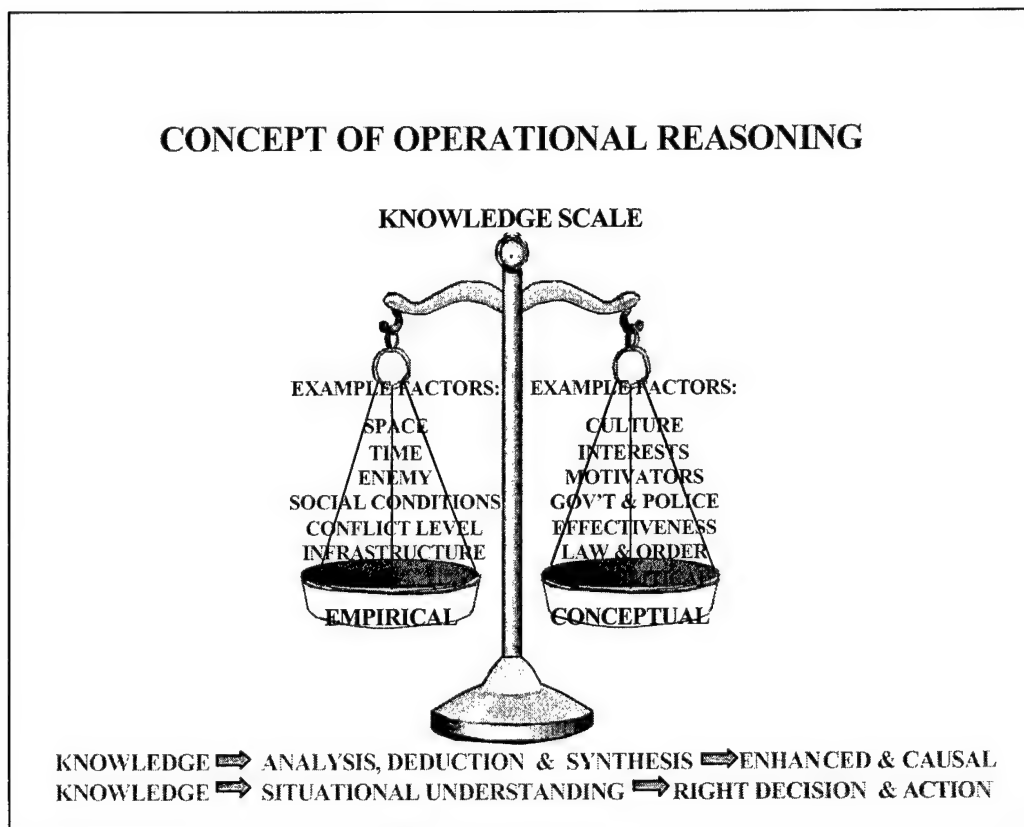 CONCEPT OF OPERATIONAL REASONING
KNOWLEDGE SCALE
EXAMPLE FACTORS:
SPACE
TIME
ENEMY
SOCIAL CONDITIONS
CONFLICT LEVEL
INFRASTRUCTURE
EMPIRICAL
EXAMPLE FACTORS:
CULTURE
INTERESTS
MOTIVATORS
GOV'T & POLICE
EFFECTIVENESS
LAW & ORDER
CONCEPTUAL
KNOWLEDGE ⇨ ANALYSIS, DEDUCTION & SYNTHESIS ⇨ ENHANCED & CAUSAL
KNOWLEDGE ⇨ SITUATIONAL UNDERSTANDING ⇨ RIGHT DECISION & ACTION